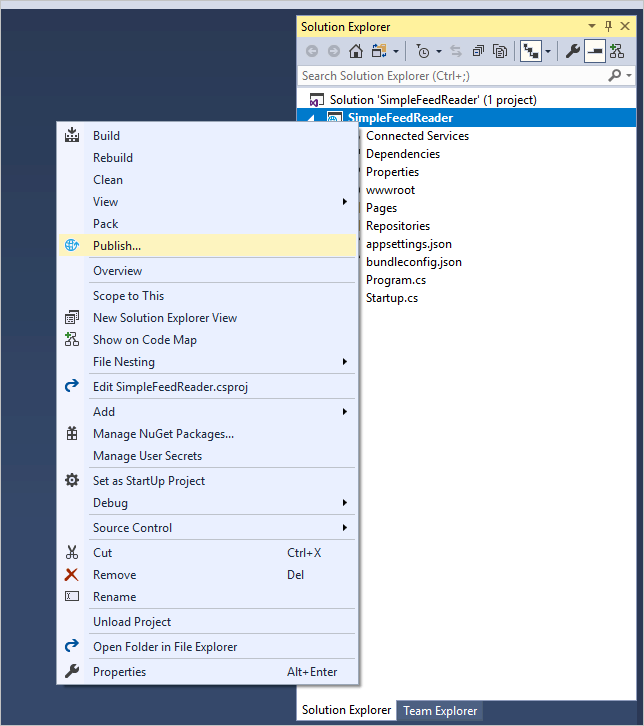 Solution Explorer
Search Solution Explorer (Ctrl+;)
Solution 'SimpleFeedReader' (1 project)
SimpleFeedReader
Connected Services
Dependencies
Properties
wwwroot
Pages
Repositories
appsettings.json
bundleconfig.json
Program.cs
Startup.cs
Build
Rebuild
Clean
View
Pack
Publish...
Overview
Scope to This
New Solution Explorer View
Show on Code Map
File Nesting
Edit SimpleFeedReader.csproj
Add
Manage NuGet Packages...
Manage User Secrets
Set as StartUp Project
Debug
Source Control
Cut Ctrl+X
Remove Del
Rename
Unload Project
Open Folder in File Explorer
Properties Alt+Enter
Solution Explorer Team Explorer